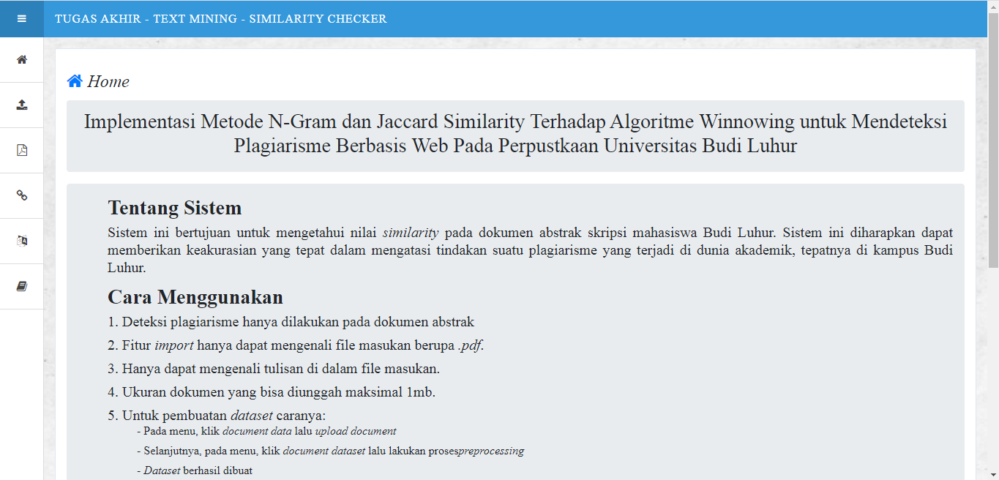 TUGAS AKHIR - TEXT MINING - SIMILARITY CHECKER
Home
Implementasi Metode N-Gram dan Jaccard Similarity Terhadap Algoritme Winnowing untuk Mendeteksi
Plagiarisme Berbasis Web Pada Perpustkaan Universitas Budi Luhur
Tentang Sistem
Sistem ini bertujuan untuk mengetahui nilai similarity pada dokumen abstrak skripsi mahasiswa Budi Luhur. Sistem ini diharapkan dapat
memberikan keakurasian yang tepat dalam mengatasi tindakan suatu plagiarisme yang terjadi di dunia akademik, tepatnya di kampus Budi
Luhur.
Cara Menggunakan
1. Deteksi plagiarisme hanya dilakukan pada dokumen abstrak
2. Fitur import hanya dapat mengenali file masukan berupa .pdf.
3. Hanya dapat mengenali tulisan di dalam file masukan.
4. Ukuran dokumen yang bisa diunggah maksimal 1mb.
5. Untuk pembuatan dataset caranya:
- Pada menu, klik document data lalu upload document
- Selanjutnya, pada menu, klik document dataset lalu lakukan prosespreprocessing
- Dataset berhasil dibuat